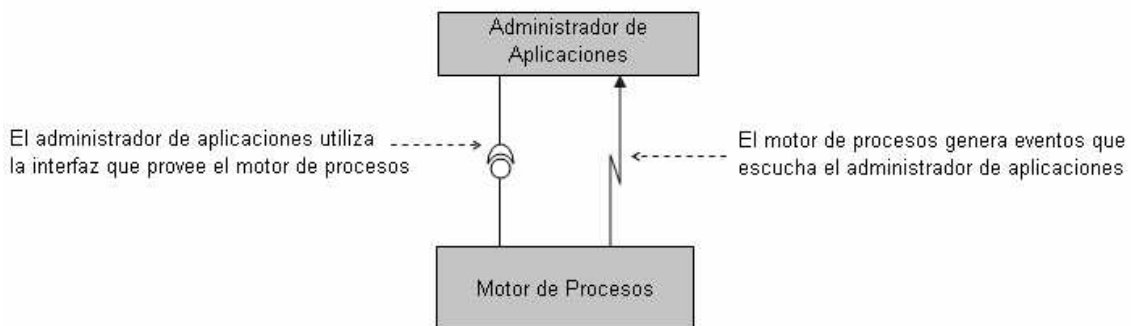 Administrador de
Aplicaciones
El administrador de aplicaciones utiliza
la interfaz que provee el motor de procesos
El motor de procesos genera eventos que
escucha el administrador de aplicaciones
Motor de Procesos